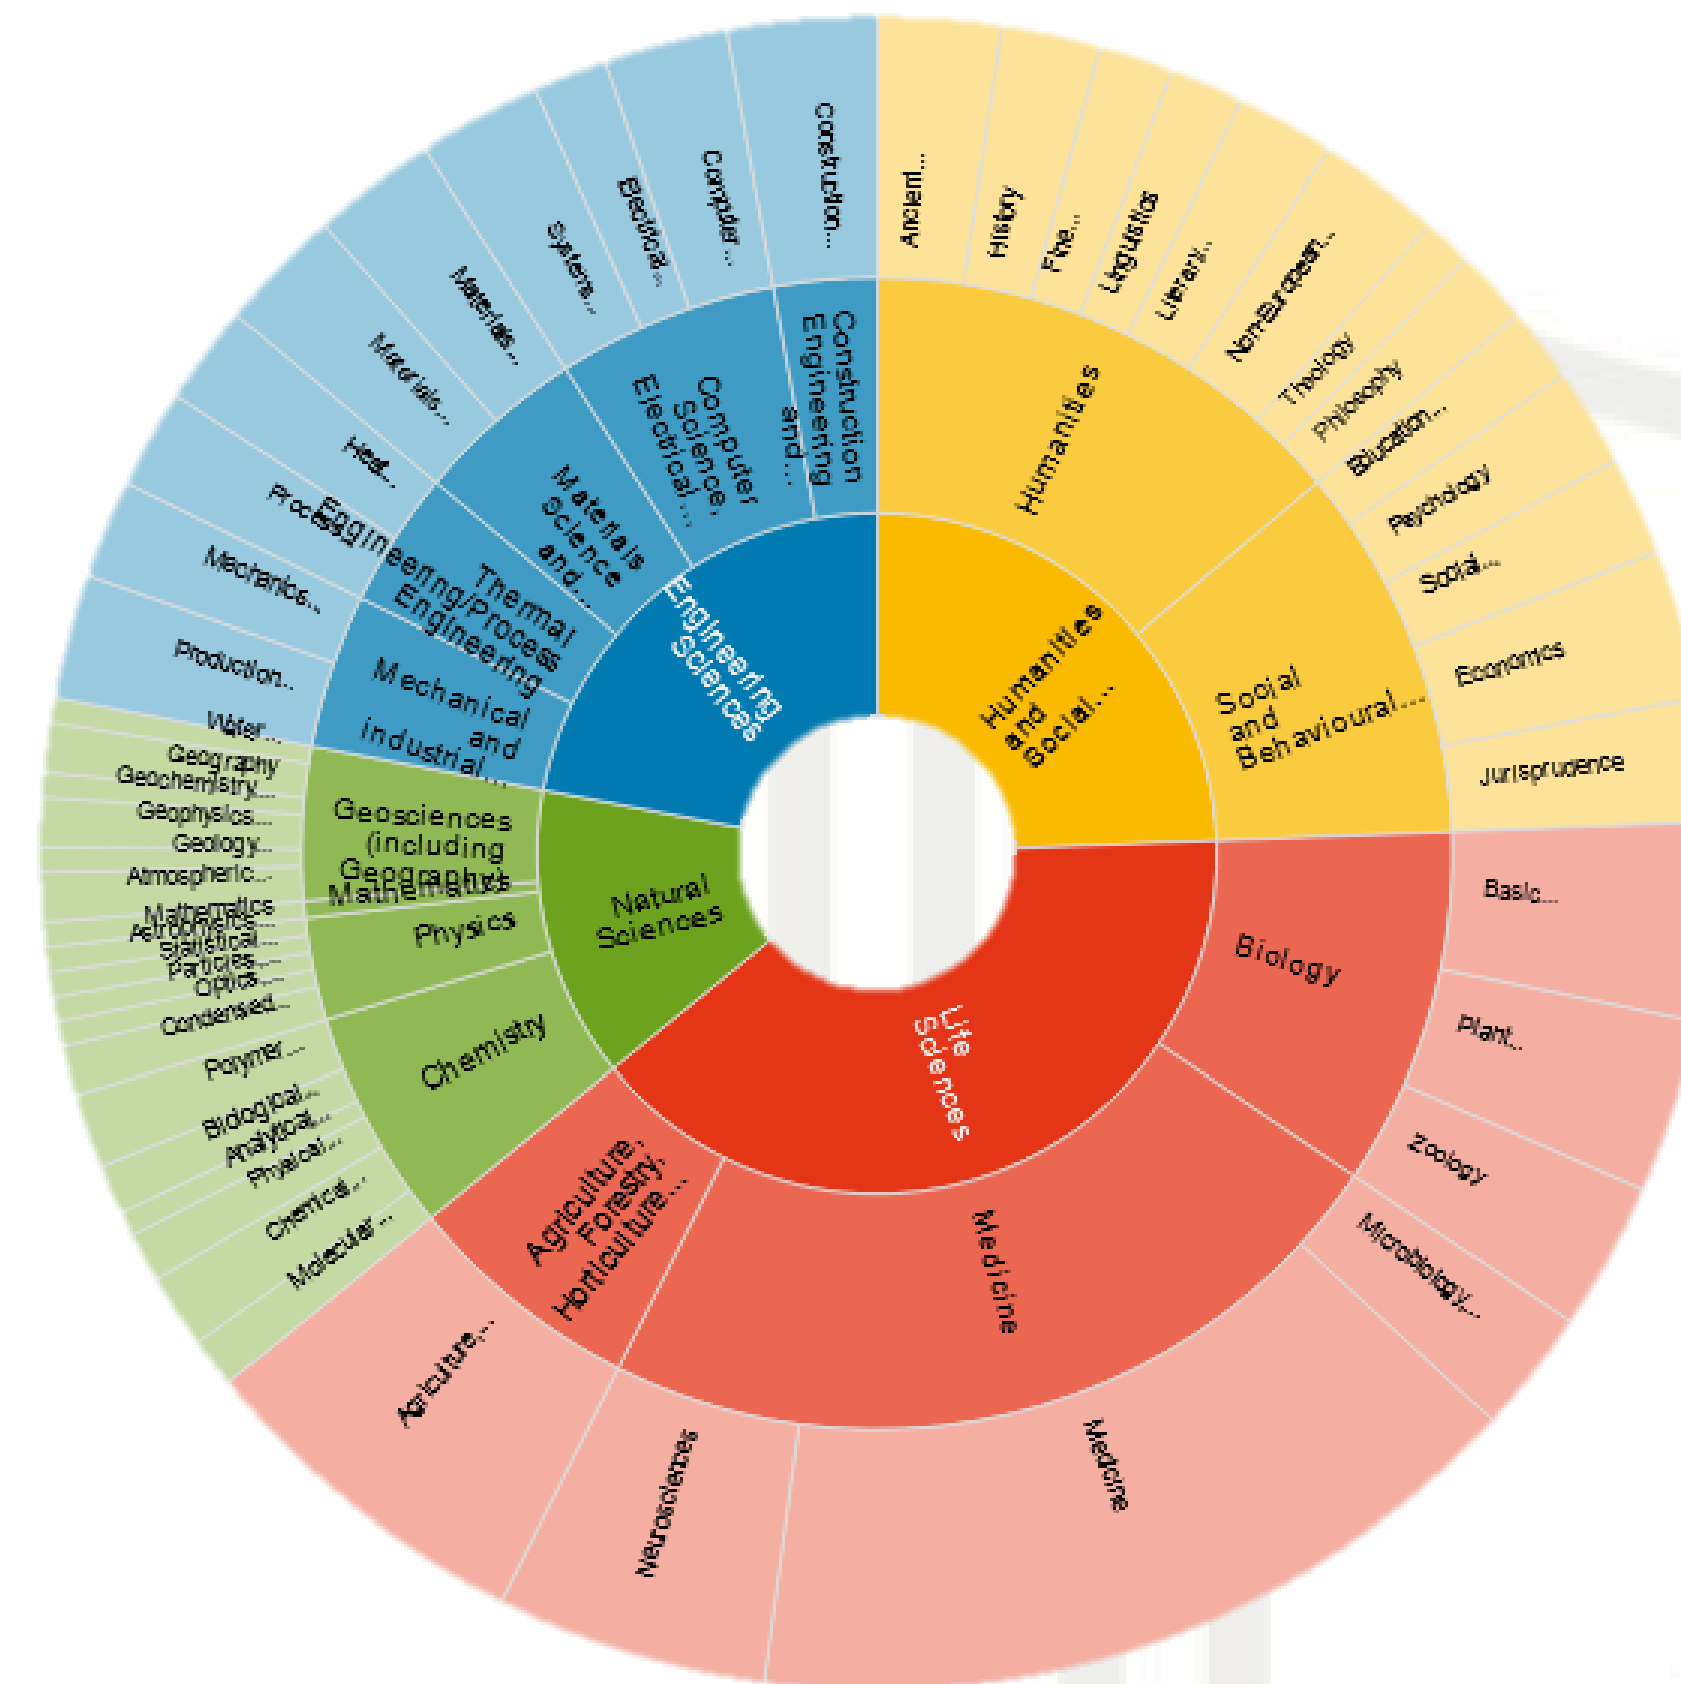 Humanities
and
Social...
Life
Sciences
Natural
Sciences
Engineering
Sciences
Humanities
Social
and
Behavioural...
Biology
Medicine
Agriculture,
Forestry,
Horticulture...
Chemistry
Physics
Mathematics
Geosciences
(including
Geography)
Mechanical
and
industrial...
Thermal
Engineering/Process
Engineering
Materials
Science
and...
Computer
Science,
Electrical...
Construction
Engineering
and...
Ancient...
History
Fine...
Linguistics
Literary...
Non-European...
Theology
Philosophy
Education...
Psychology
Social...
Economics
Jurisprudence
Basic...
Plant...
Zoology
Microbiology,...
Medicine
Neurosciences
Agriculture,...
Molecular...
Chemical...
Physical...
Analytical...
Biological...
Polymer...
Condensed...
Optics...
Particles,...
Statistical...
Astrophysics...
Mathematics
Atmospheric...
Geology...
Geophysics...
Geochemistry,...
Geography
Water...
Production...
Mechanics...
Process...
Heat...
Materials...
Materials...
Systems...
Electrical...
Computer...
Construction...